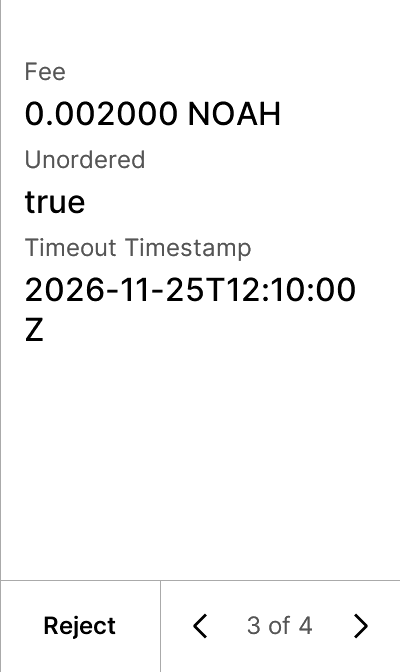 Fee
0.002000 NOAH
Unordered
true
Timeout Timestamp
2026-11-25T12:10:00
Z
Reject
3 of 4